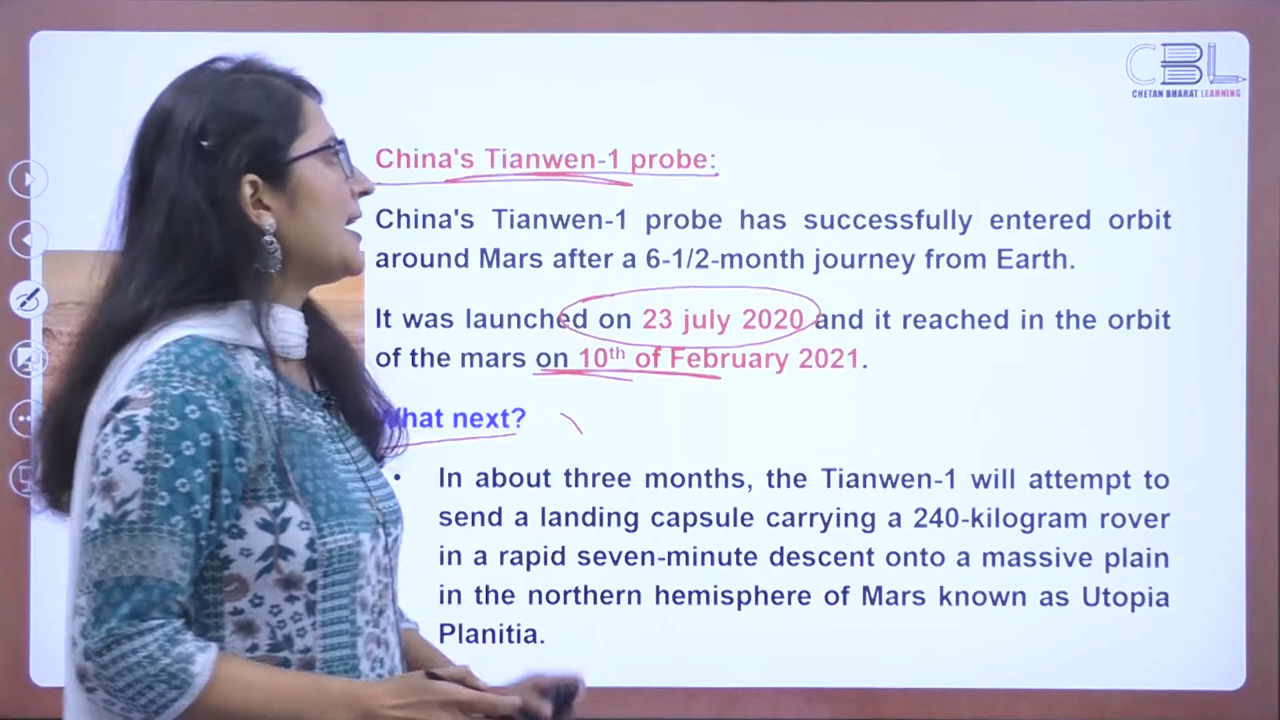 CBL
CHETAN BHARAT LEARNING
China's Tianwen-1 probe:
China's Tianwen-1 probe has successfully entered orbit
around Mars after a 6-1/2-month journey from Earth.
It was launched on 23 july 2020 and it reached in the orbit
of the mars on 10th of February 2021.
What next?
• In about three months, the Tianwen-1 will attempt to
send a landing capsule carrying a 240-kilogram rover
in a rapid seven-minute descent onto a massive plain
in the northern hemisphere of Mars known as Utopia
Planitia.